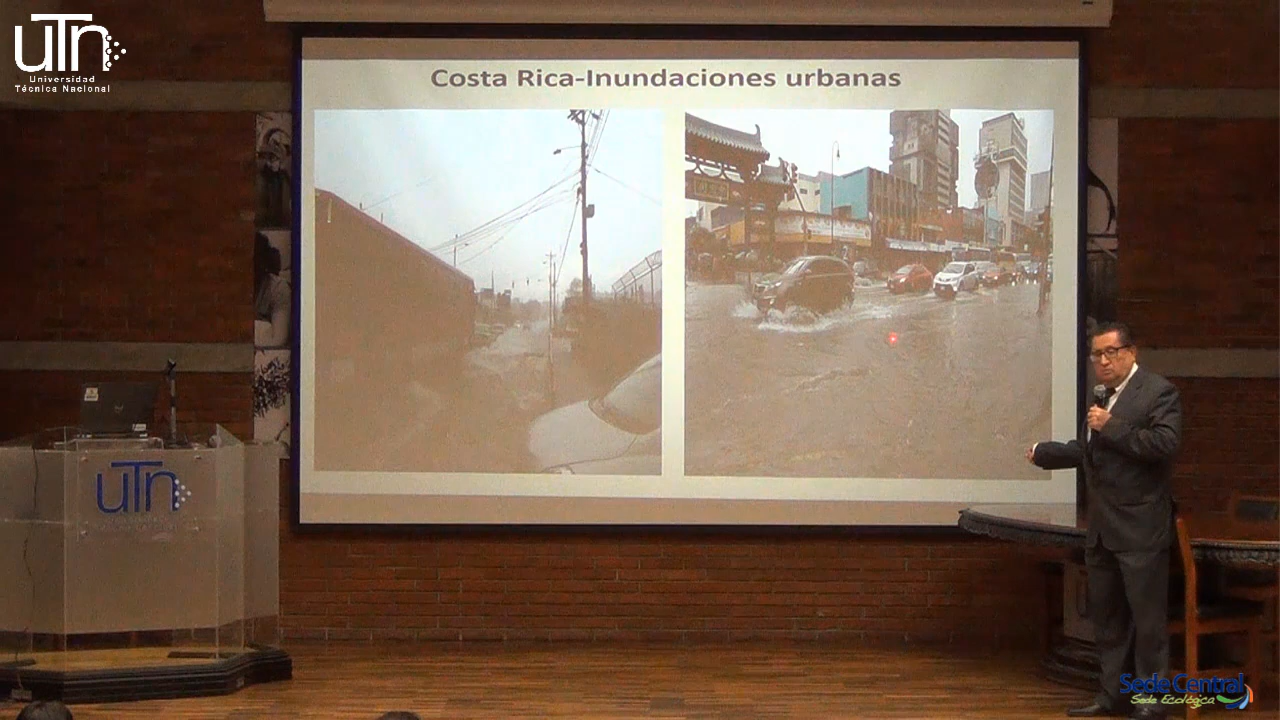 uTn
Universidad
Técnica Nacional
Costa Rica-Inundaciones urbanas
uTn
Sede Central
Sede Ecológica